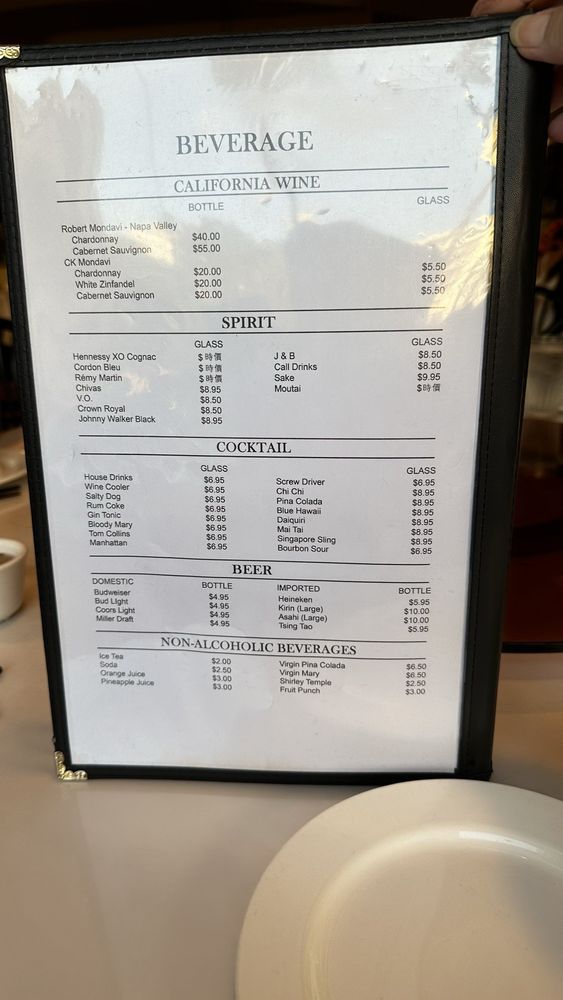 BEVERAGE
CALIFORNIA WINE
BOTTLE GLASS
Robert Mondavi - Napa Valley
Chardonnay $40.00
Cabernet Sauvignon $55.00
CK Mondavi
Chardonnay $20.00 $5.50
White Zinfandel $20.00 $5.50
Cabernet Sauvignon $20.00 $5.50
SPIRIT
GLASS GLASS
Hennessy XO Cognac $時價 J & B $8.50
Cordon Bleu $時價 Call Drinks $8.50
Rémy Martin $時價 Sake $9.95
Chivas $8.95 Moutai $時價
V.O. $8.50
Crown Royal $8.50
Johnny Walker Black $8.95
COCKTAIL
GLASS GLASS
House Drinks $6.95 Screw Driver $6.95
Wine Cooler $6.95 Chi Chi $8.95
Salty Dog $6.95 Pina Colada $8.95
Rum Coke $6.95 Blue Hawaii $8.95
Gin Tonic $6.95 Daiquiri $8.95
Bloody Mary $6.95 Mai Tai $8.95
Tom Collins $6.95 Singapore Sling $8.95
Manhattan $6.95 Bourbon Sour $6.95
BEER
DOMESTIC BOTTLE IMPORTED BOTTLE
Budweiser $4.95 Heineken $5.95
Bud Light $4.95 Kirin (Large) $10.00
Coors Light $4.95 Asahi (Large) $10.00
Miller Draft $4.95 Tsing Tao $5.95
NON-ALCOHOLIC BEVERAGES
Ice Tea $2.00 Virgin Pina Colada $6.50
Soda $2.50 Virgin Mary $6.50
Orange Juice $3.00 Shirley Temple $2.50
Pineapple Juice $3.00 Fruit Punch $3.00